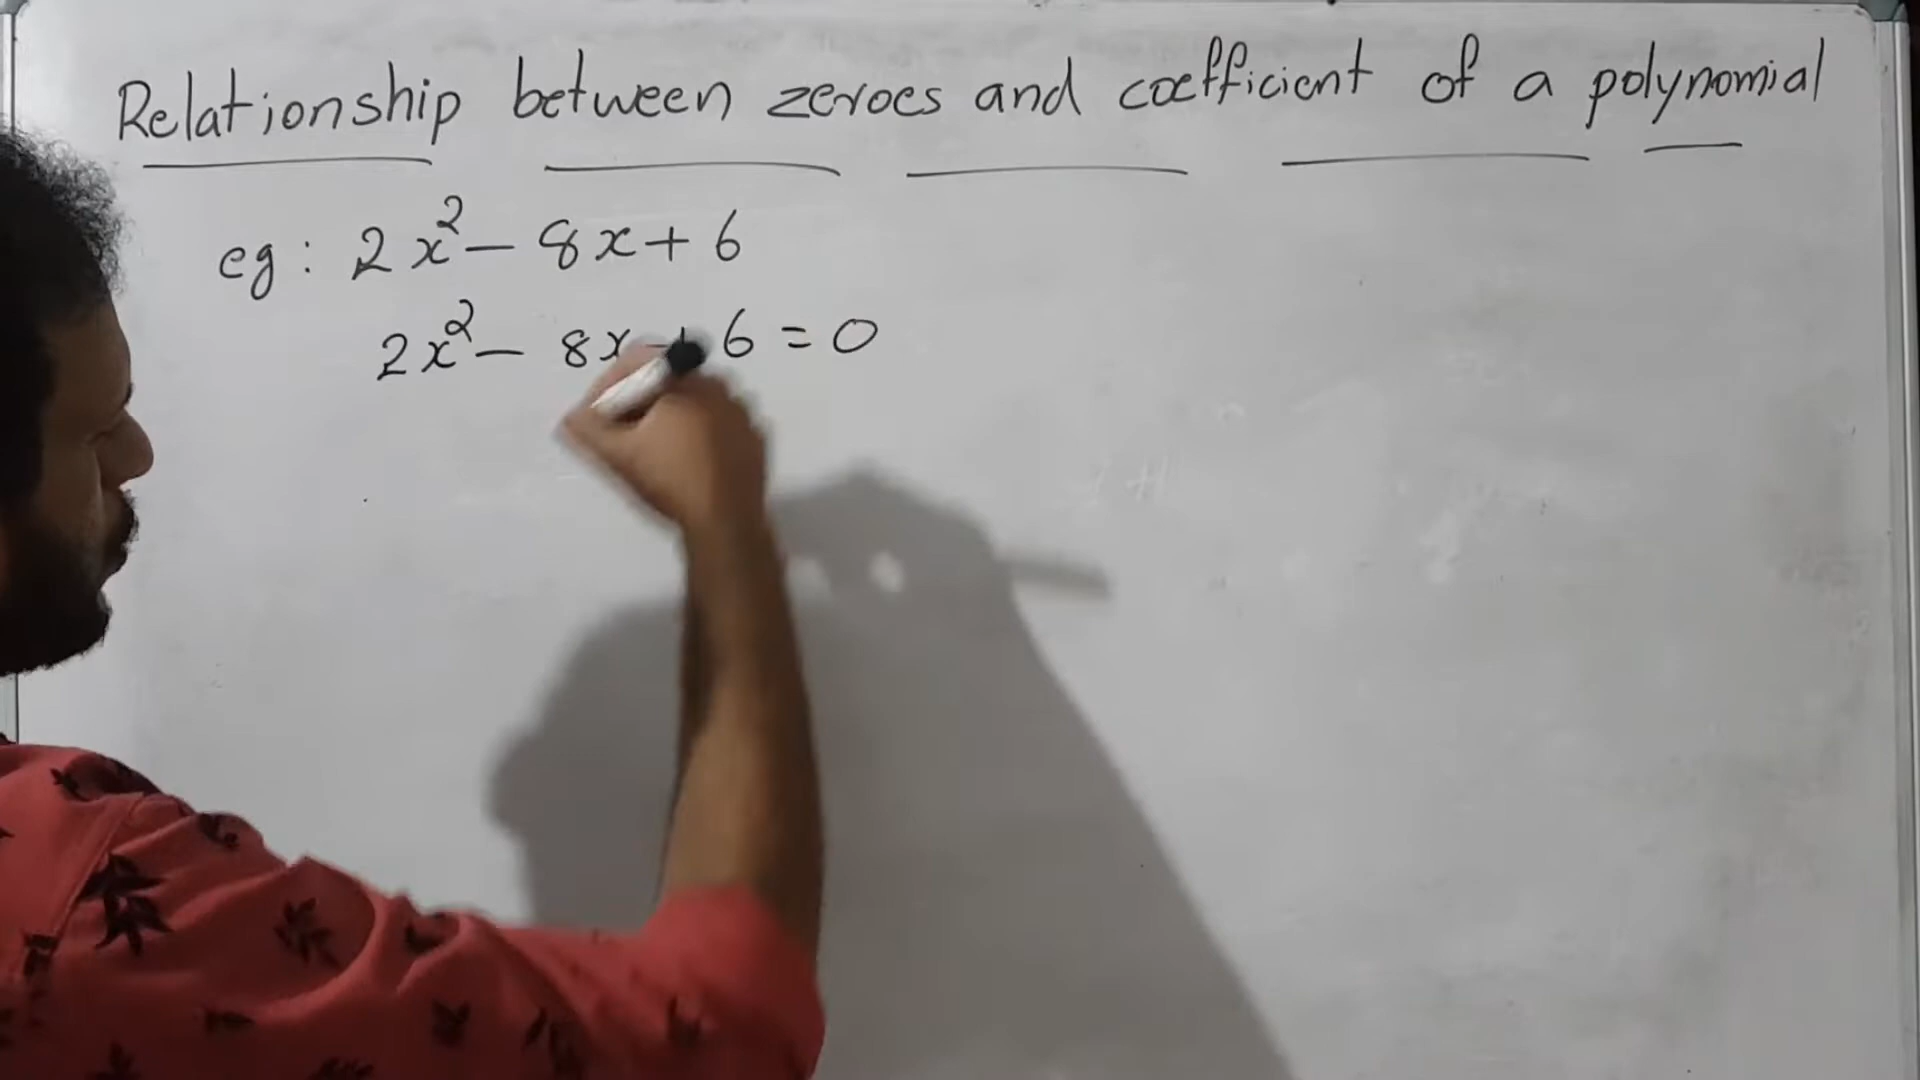 Relationship between zeroes and coefficient of a polynomial
eg: 2x² - 8x + 6
2x² - 8x + 6 = 0